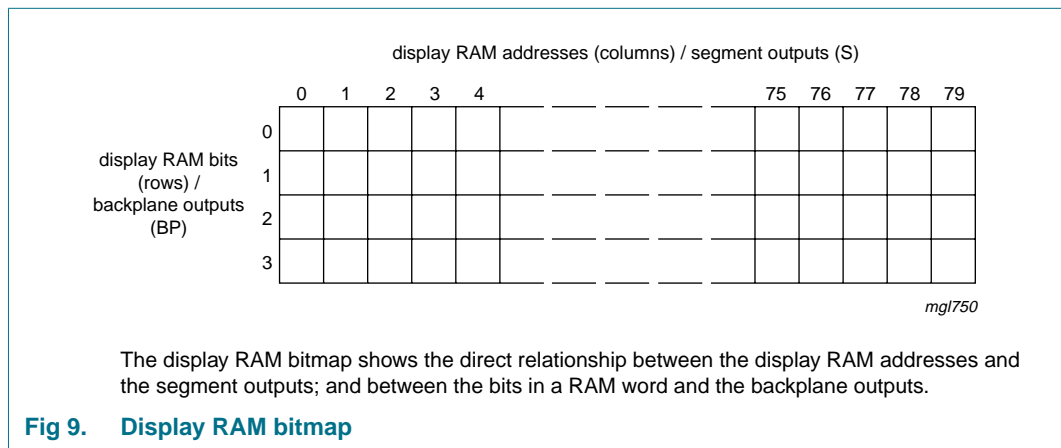 display RAM addresses (columns) / segment outputs (S)
0 1 2 3 4 75 76 77 78 79
0
display RAM bits
(rows) /
backplane outputs
(BP)
1
2
3
mgl750
The display RAM bitmap shows the direct relationship between the display RAM addresses and
the segment outputs; and between the bits in a RAM word and the backplane outputs.
Fig 9. Display RAM bitmap